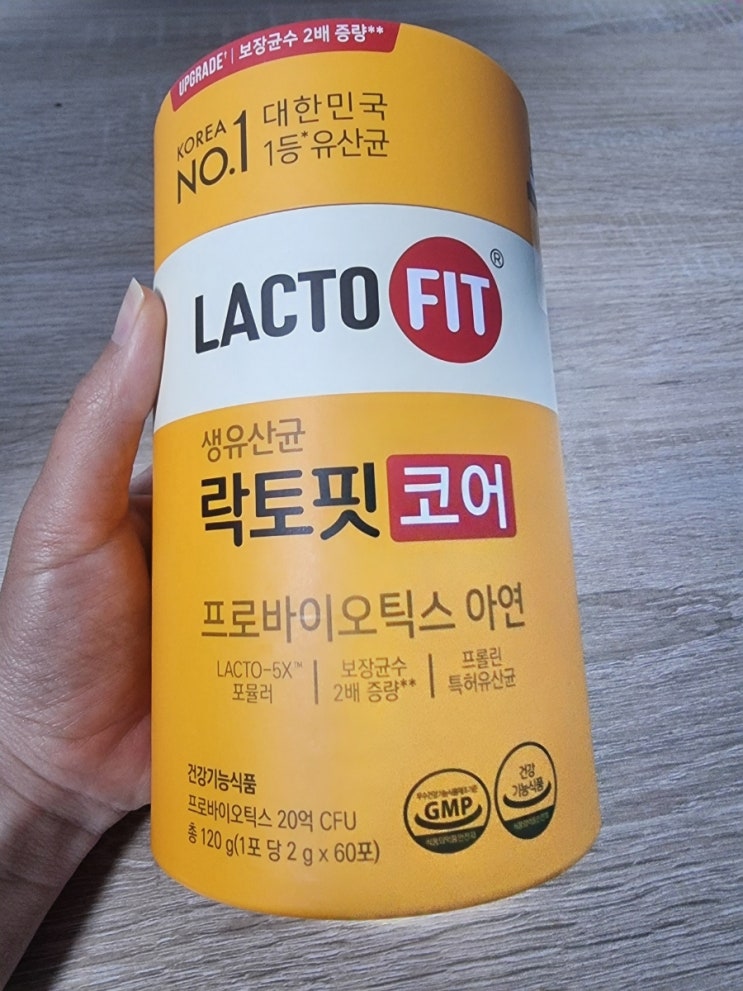 UPGRADE† | 보장균수 2배 증량**
KOREA NO.1
대한민국
1등*유산균
LACTO FIT®
생유산균
락토핏 코어
프로바이오틱스 아연
LACTO-5X™
포뮬러
보장균수
2배 증량**
프롤린
특허유산균
건강기능식품
프로바이오틱스 20억 CFU
총 120 g(1포 당 2 g x 60포)
GMP
건강
기능식품